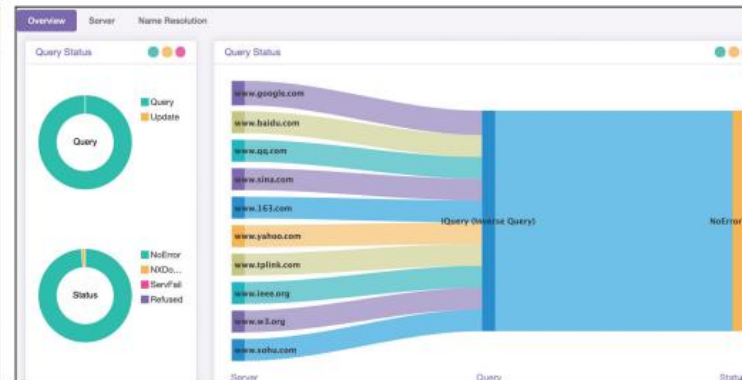 Overview Server Name Resolution
Query Status
Query
Update
Query
NoError
NXDo...
ServFail
Refused
Status
Query Status
www.google.com
www.baidu.com
www.qq.com
www.sina.com
www.163.com
www.yahoo.com
www.tplink.com
www.ieee.org
www.w3.org
www.sohu.com
IQuery (Inverse Query)
NoError
Server Query Status